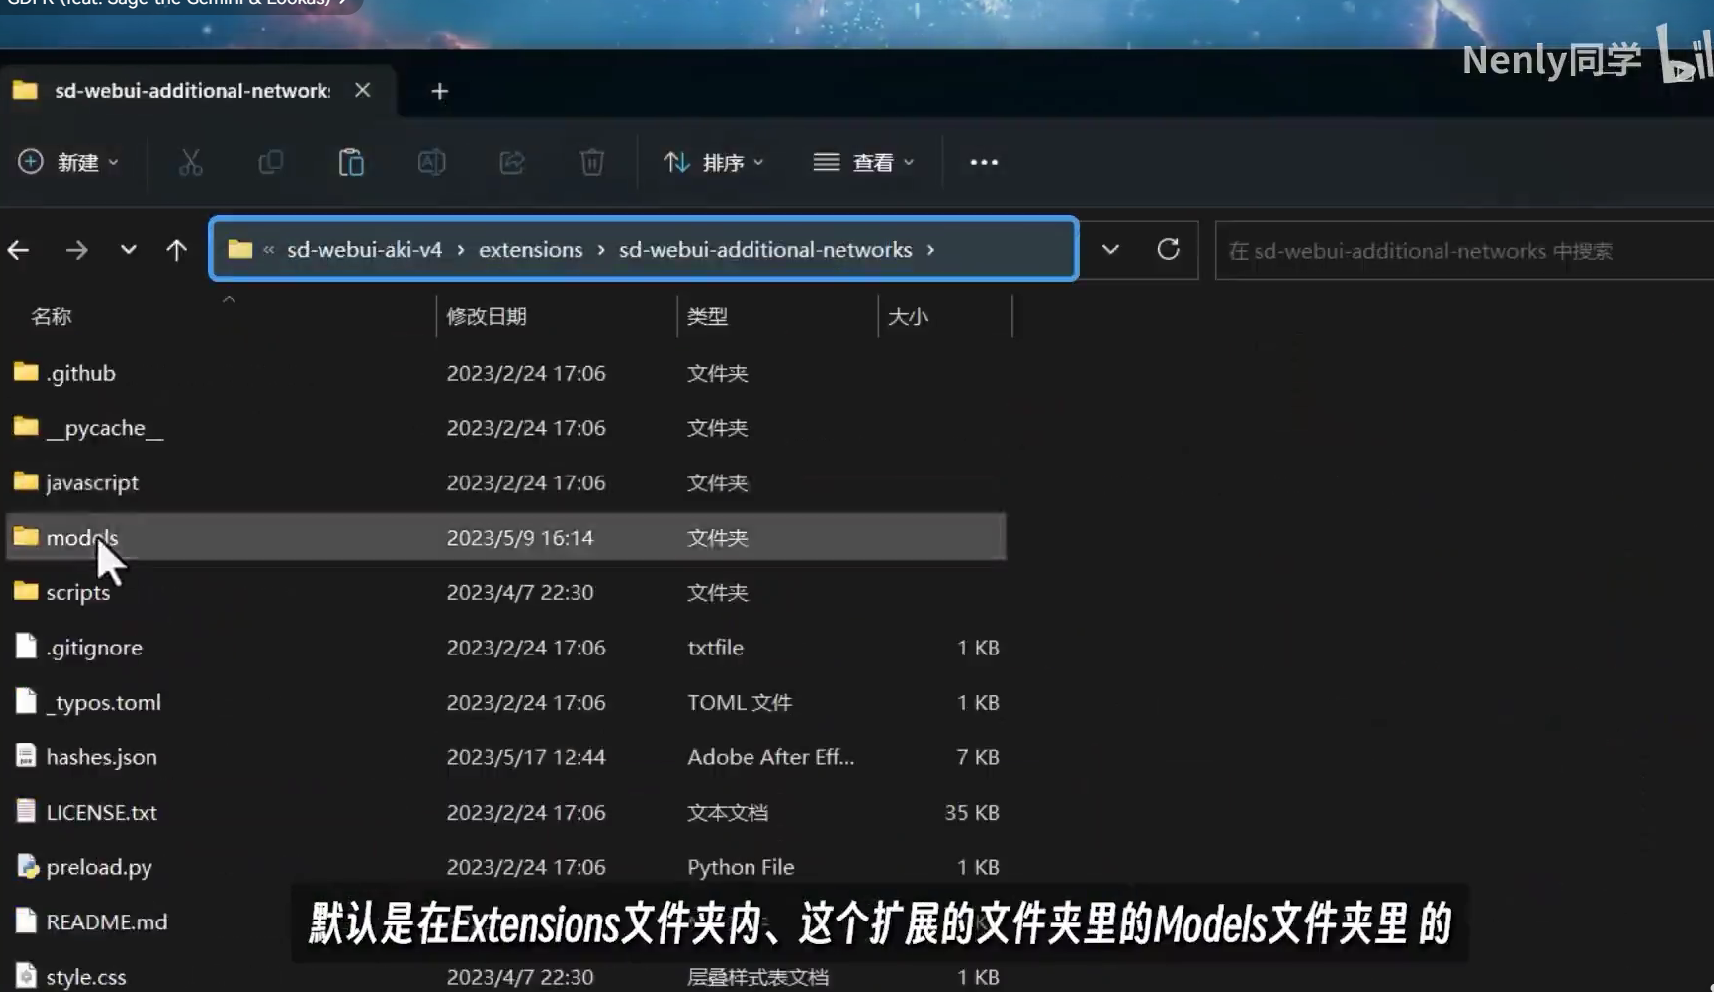 GDFR (feat. Sage the Gemini & Lookas)
Nenly同学
sd-webui-additional-network
新建
排序
查看
sd-webui-aki-v4 › extensions › sd-webui-additional-networks ›
在 sd-webui-additional-networks 中搜索
名称 修改日期 类型 大小
.github 2023/2/24 17:06 文件夹
__pycache__ 2023/2/24 17:06 文件夹
javascript 2023/2/24 17:06 文件夹
models 2023/5/9 16:14 文件夹
scripts 2023/4/7 22:30 文件夹
.gitignore 2023/2/24 17:06 txtfile 1 KB
_typos.toml 2023/2/24 17:06 TOML 文件 1 KB
hashes.json 2023/5/17 12:44 Adobe After Eff... 7 KB
LICENSE.txt 2023/2/24 17:06 文本文档 35 KB
preload.py 2023/2/24 17:06 Python File 1 KB
README.md
默认是在Extensions文件夹内、这个扩展的文件夹里的Models文件夹里 的
style.css 2023/4/7 22:30 层叠样式表文档 1 KB